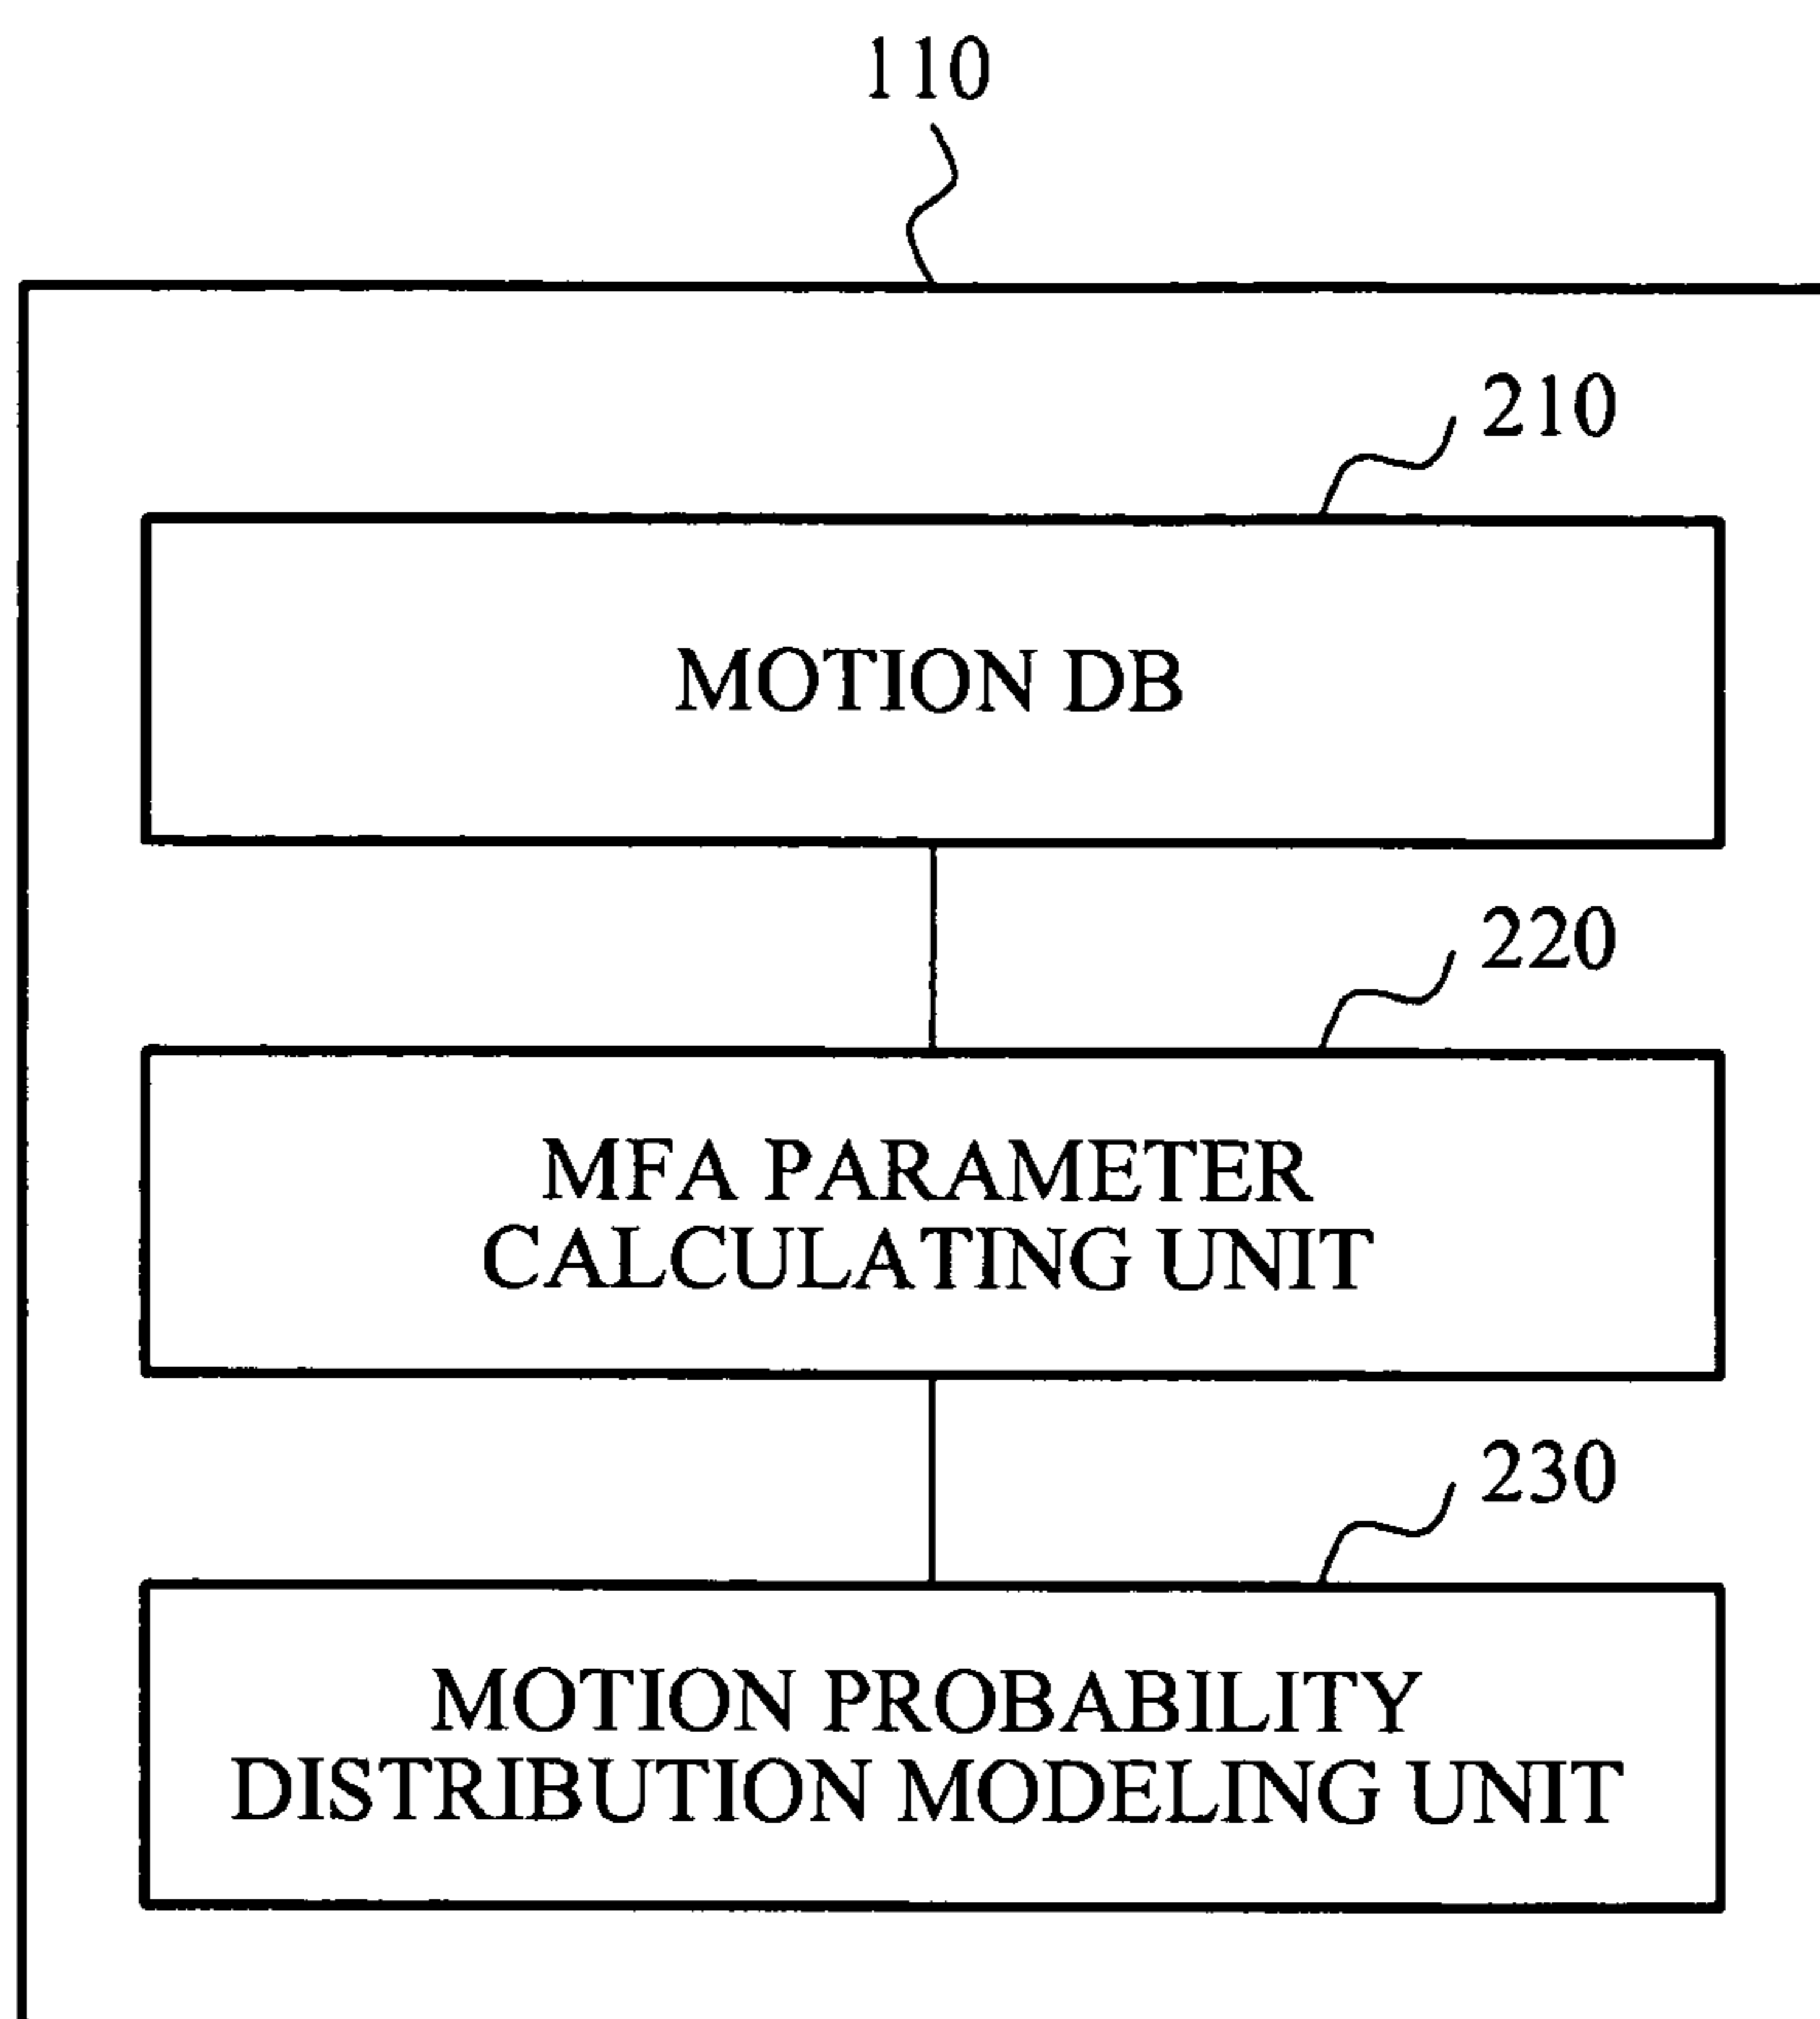 110
210
MOTION DB
220
MFA PARAMETER
CALCULATING UNIT
230
MOTION PROBABILITY
DISTRIBUTION MODELING UNIT